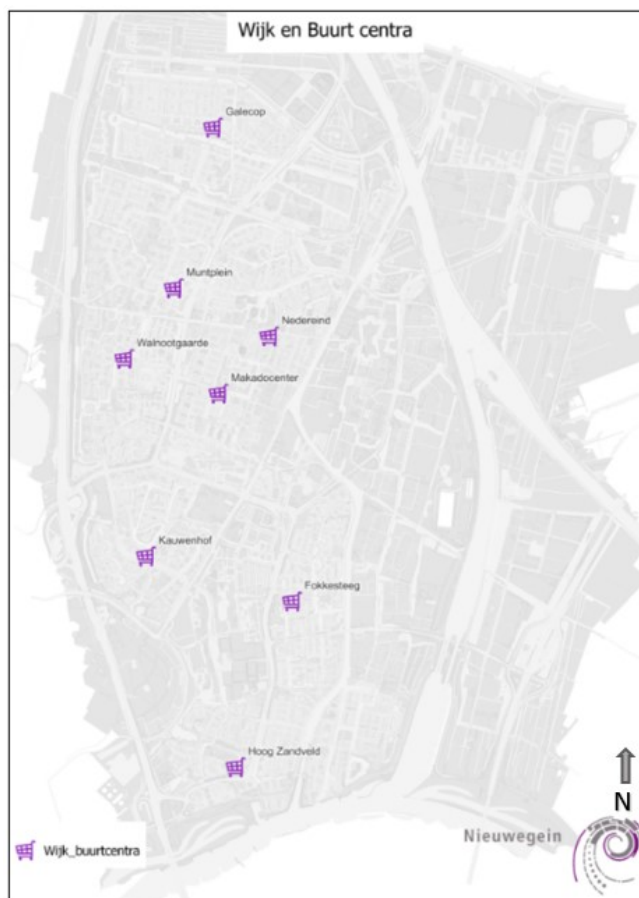 Wijk en Buurt centra
Galecop
Muntplein
Nedereind
Walnootgaarde
Makadocenter
Kauwenhof
Fokkesteeg
Hoog Zandveld
N
Nieuwegein
Wijk_buurtcentra